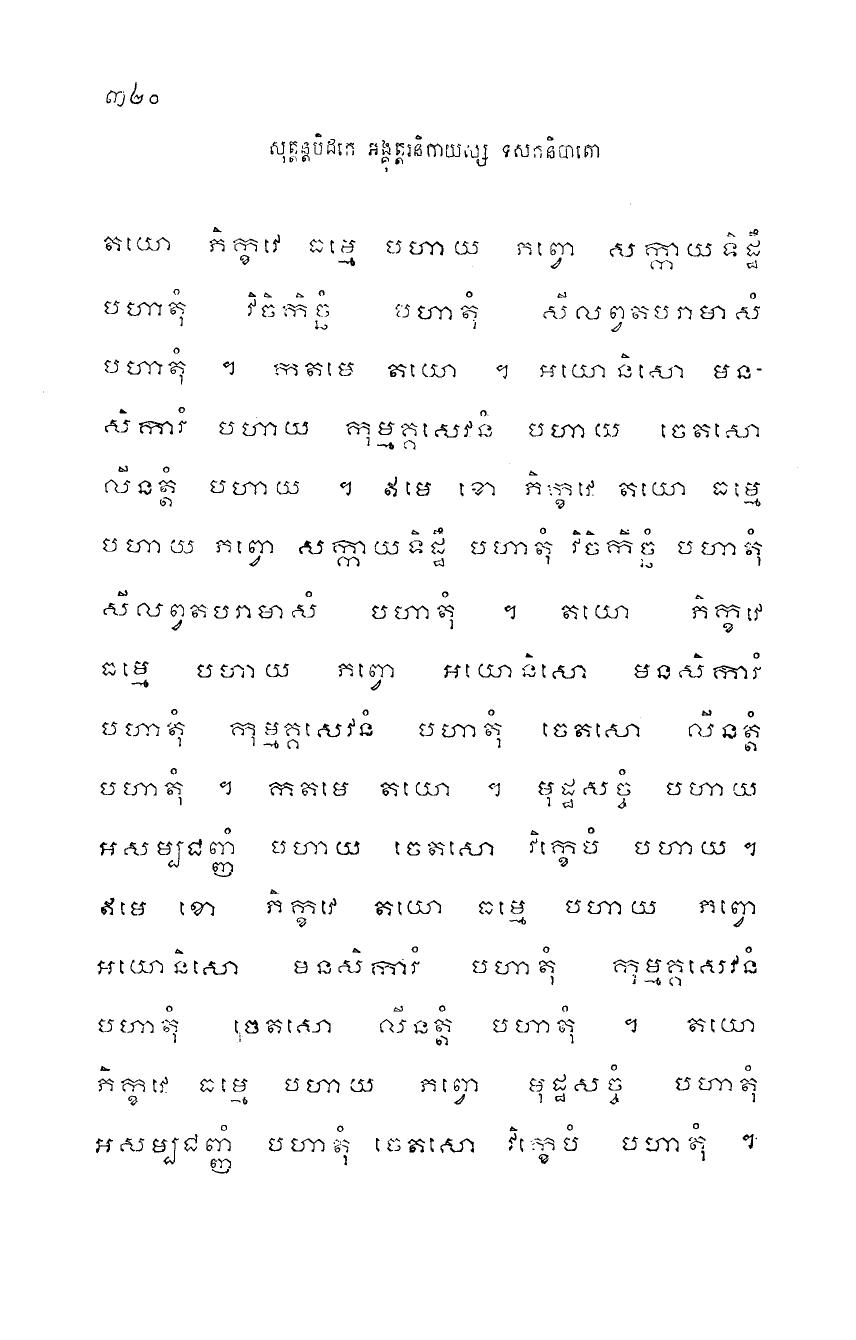 ៣៤០
សុត្តន្តបិដកេ អង្គុត្តរនិកាយស្ស ទសកនិបាតោ
តយោ ភិក្ខវេ ធម្មេ បហាយ ភព្វោ សក្កាយទិដ្ឋឹ
បហាតុំ វិចិកិច្ឆំ បហាតុំ សីលព្វតបរាមាសំ
បហាតុំ ។ កតមេ តយោ ។ អយោនិសោ មន-
សិការំ បហាយ កុម្មគ្គសេវនំ បហាយ ចេតសោ
លីនត្តំ បហាយ ។ ឥមេ ខោ ភិក្ខវេ តយោ ធម្មេ
បហាយ ភព្វោ សក្កាយទិដ្ឋឹ បហាតុំ វិចិកិច្ឆំ បហាតុំ
សីលព្វតបរាមាសំ បហាតុំ ។ តយោ ភិក្ខវេ
ធម្មេ បហាយ ភព្វោ អយោនិសោ មនសិការំ
បហាតុំ កុម្មគ្គសេវនំ បហាតុំ ចេតសោ លីនត្តំ
បហាតុំ ។ កតមេ តយោ ។ មុដ្ឋសច្ចំ បហាយ
អសម្បជញ្ញំ បហាយ ចេតសោ វិក្ខេបំ បហាយ ។
ឥមេ ខោ ភិក្ខវេ តយោ ធម្មេ បហាយ ភព្វោ
អយោនិសោ មនសិការំ បហាតុំ កុម្មគ្គសេវនំ
បហាតុំ ចេតសោ លីនត្តំ បហាតុំ ។ តយោ
ភិក្ខវេ ធម្មេ បហាយ ភព្វោ មុដ្ឋសច្ចំ បហាតុំ
អសម្បជញ្ញំ បហាតុំ ចេតសោ វិក្ខេបំ បហាតុំ ។